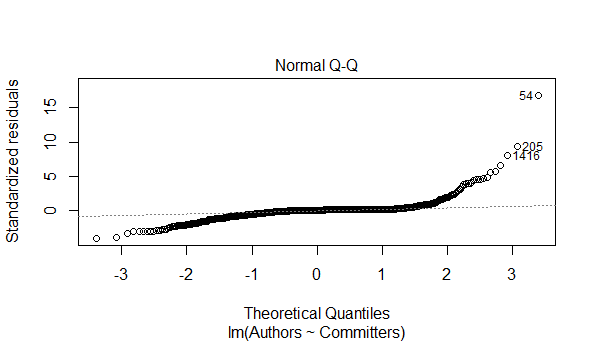 Normal Q-Q
Standardized residuals
15
10
5
0
54
205
1416
-3 -2 -1 0 1 2 3
Theoretical Quantiles
lm(Authors ~ Committers)